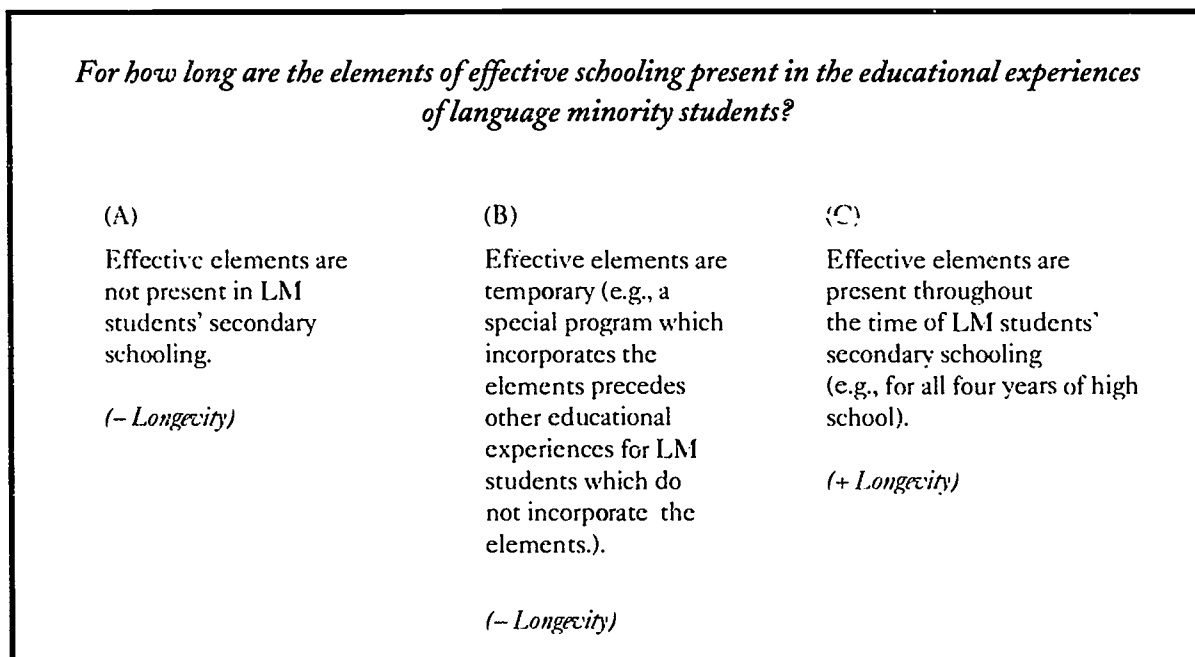 For how long are the elements of effective schooling present in the educational experiences
of language minority students?
(A)
Effective elements are
not present in LM
students' secondary
schooling.
(– Longevity)
(B)
Effective elements are
temporary (e.g., a
special program which
incorporates the
elements precedes
other educational
experiences for LM
students which do
not incorporate the
elements.).
(– Longevity)
(C)
Effective elements are
present throughout
the time of LM students'
secondary schooling
(e.g., for all four years of high
school).
(+ Longevity)